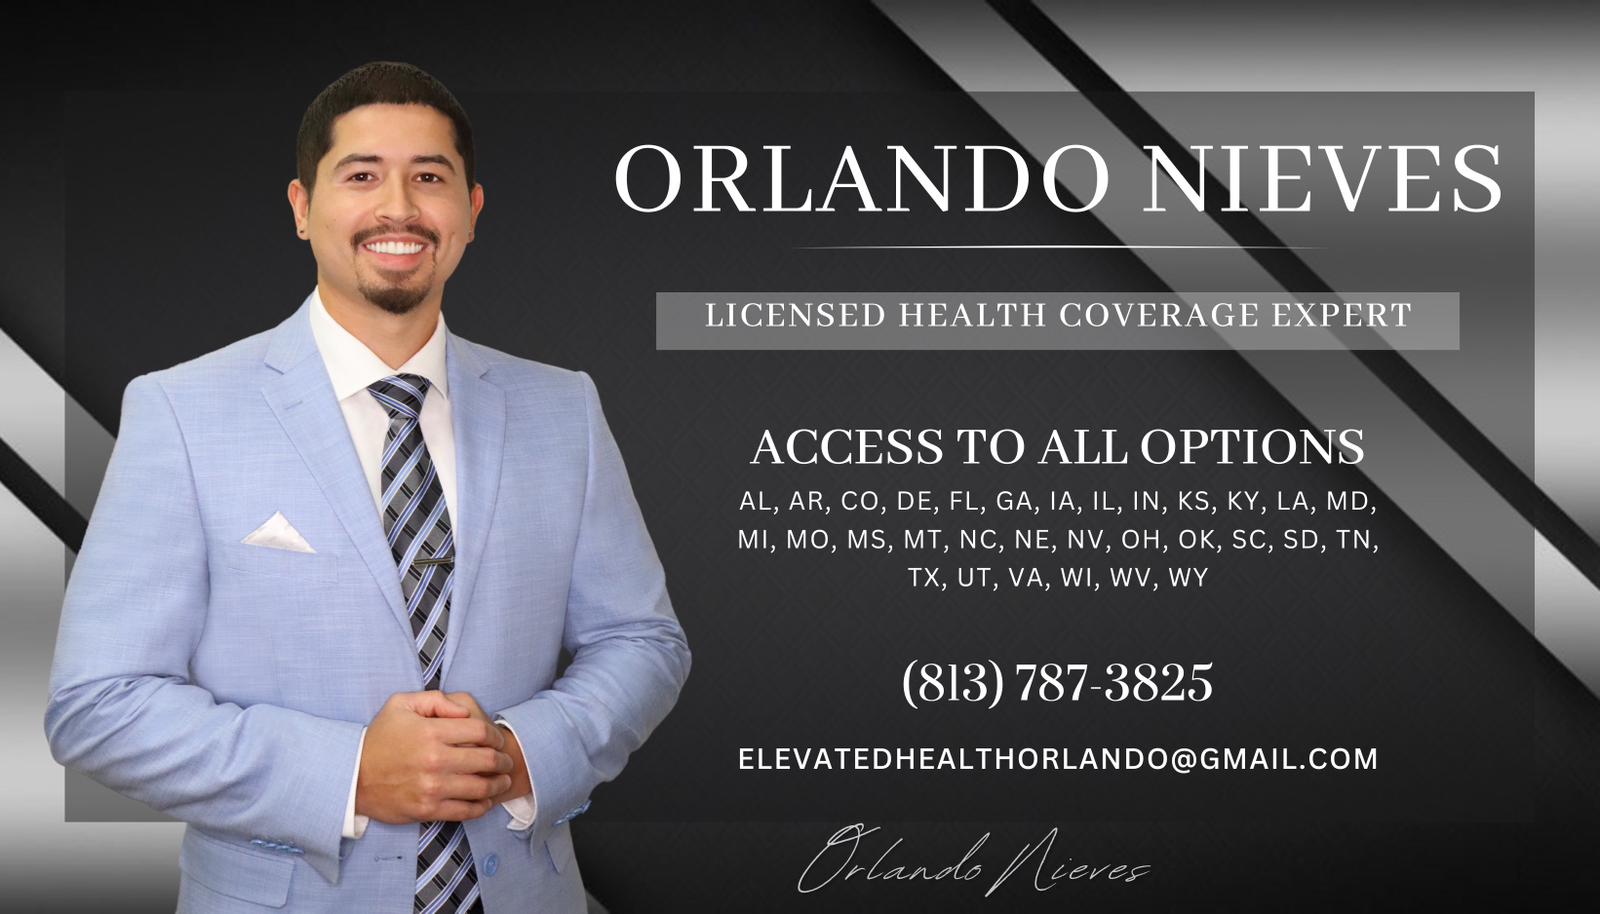 ORLANDO NIEVES
LICENSED HEALTH COVERAGE EXPERT
ACCESS TO ALL OPTIONS
AL, AR, CO, DE, FL, GA, IA, IL, IN, KS, KY, LA, MD,
MI, MO, MS, MT, NC, NE, NV, OH, OK, SC, SD, TN,
TX, UT, VA, WI, WV, WY
(813) 787-3825
ELEVATEDHEALTHORLANDO@GMAIL.COM
Orlando Nieves